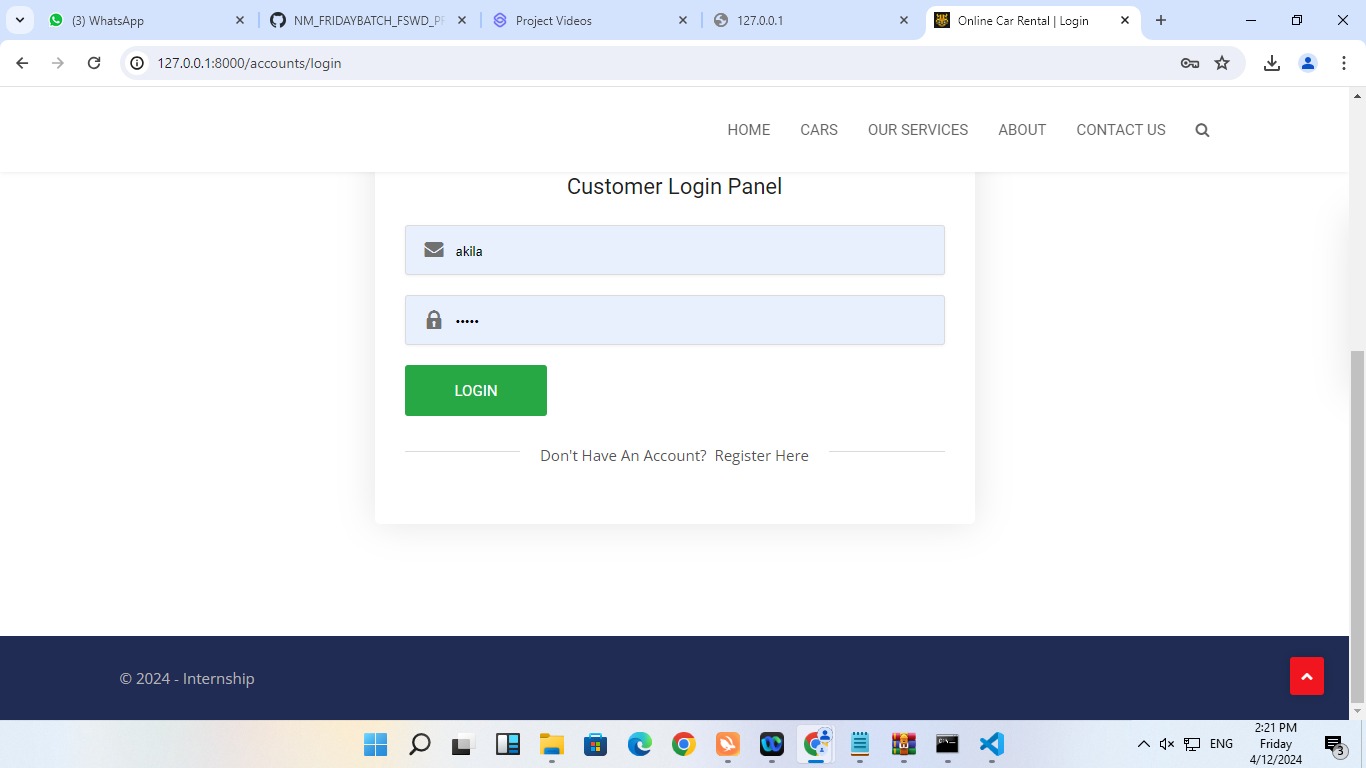 (3) WhatsApp
NM_FRIDAYBATCH_FSWD_PR
Project Videos
127.0.0.1
Online Car Rental | Login
127.0.0.1:8000/accounts/login
HOME CARS OUR SERVICES ABOUT CONTACT US
Customer Login Panel
akila
•••••
LOGIN
Don't Have An Account? Register Here
© 2024 - Internship
ENG
2:21 PM
Friday
4/12/2024
3